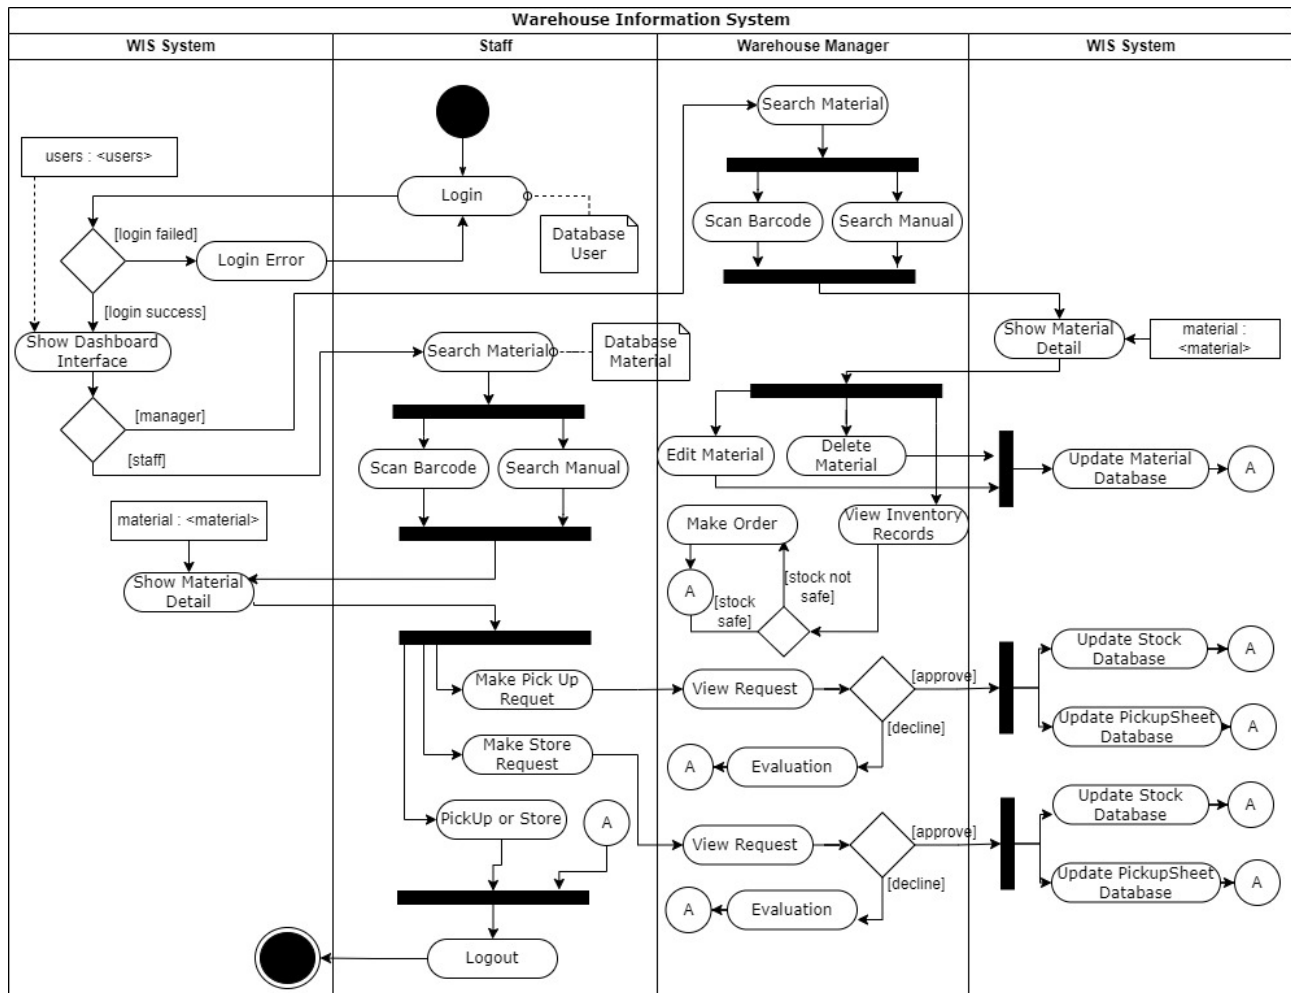 Warehouse Information System
WIS System
Staff
Warehouse Manager
WIS System
Search Material
users : <users>
Login
Scan Barcode
Search Manual
Database
User
[login failed]
Login Error
[login success]
Show Dashboard
Interface
Search Material
Database
Material
Show Material
Detail
material :
<material>
[manager]
[staff]
Edit Material
Delete
Material
Update Material
Database
A
Scan Barcode
Search Manual
material : <material>
Make Order
View Inventory
Records
Show Material
Detail
A
[stock
safe]
[stock not
safe]
Make Pick Up
Requet
View Request
[approve]
[decline]
Update Stock
Database
A
Update PickupSheet
Database
A
Make Store
Request
A
Evaluation
PickUp or Store
A
View Request
[approve]
[decline]
Update Stock
Database
A
Update PickupSheet
Database
A
A
Evaluation
Logout